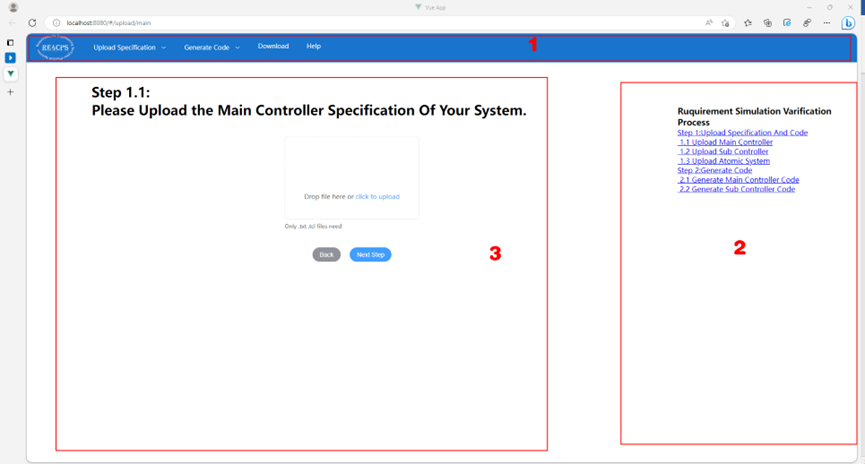 Vue App
localhost:8080/#/upload/main
REACPS
Upload Specification
Generate Code
Download
Help
1
Step 1.1:
Please Upload the Main Controller Specification Of Your System.
Drop file here or click to upload
Only .txt .tcl files need
Back
Next Step
3
Ruquirement Simulation Varification
Process
Step 1:Upload Specification And Code
1.1 Upload Main Controller
1.2 Upload Sub Controller
1.3 Upload Atomic System
Step 2:Generate Code
2.1 Generate Main Controller Code
2.2 Generate Sub Controller Code
2